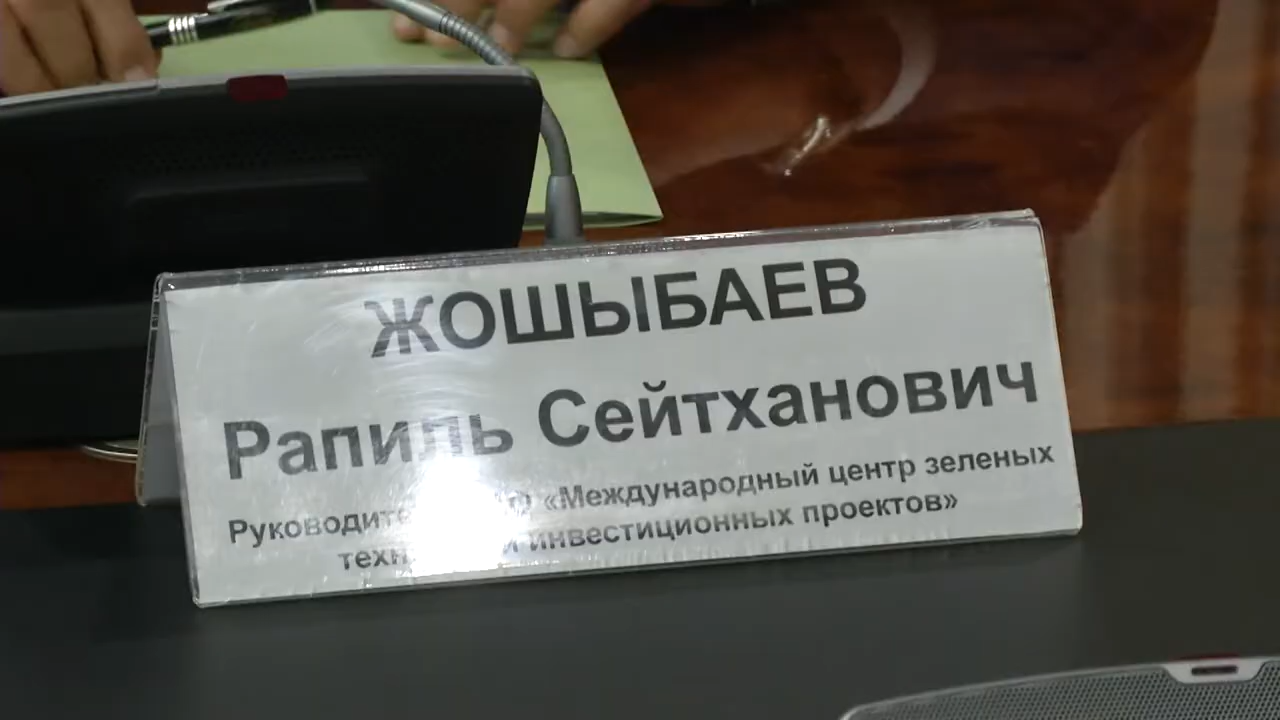 ЖОШЫБАЕВ
Рапиль Сейтханович
«Международный центр зеленых
и инвестиционных проектов»